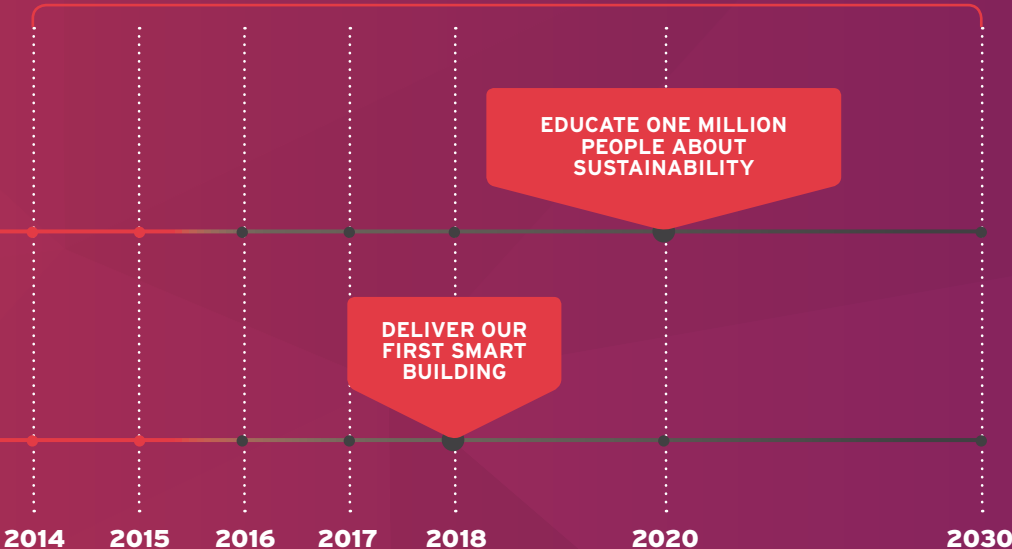 EDUCATE ONE MILLION
PEOPLE ABOUT
SUSTAINABILITY
DELIVER OUR
FIRST SMART
BUILDING
2014 2015 2016 2017 2018 2020 2030